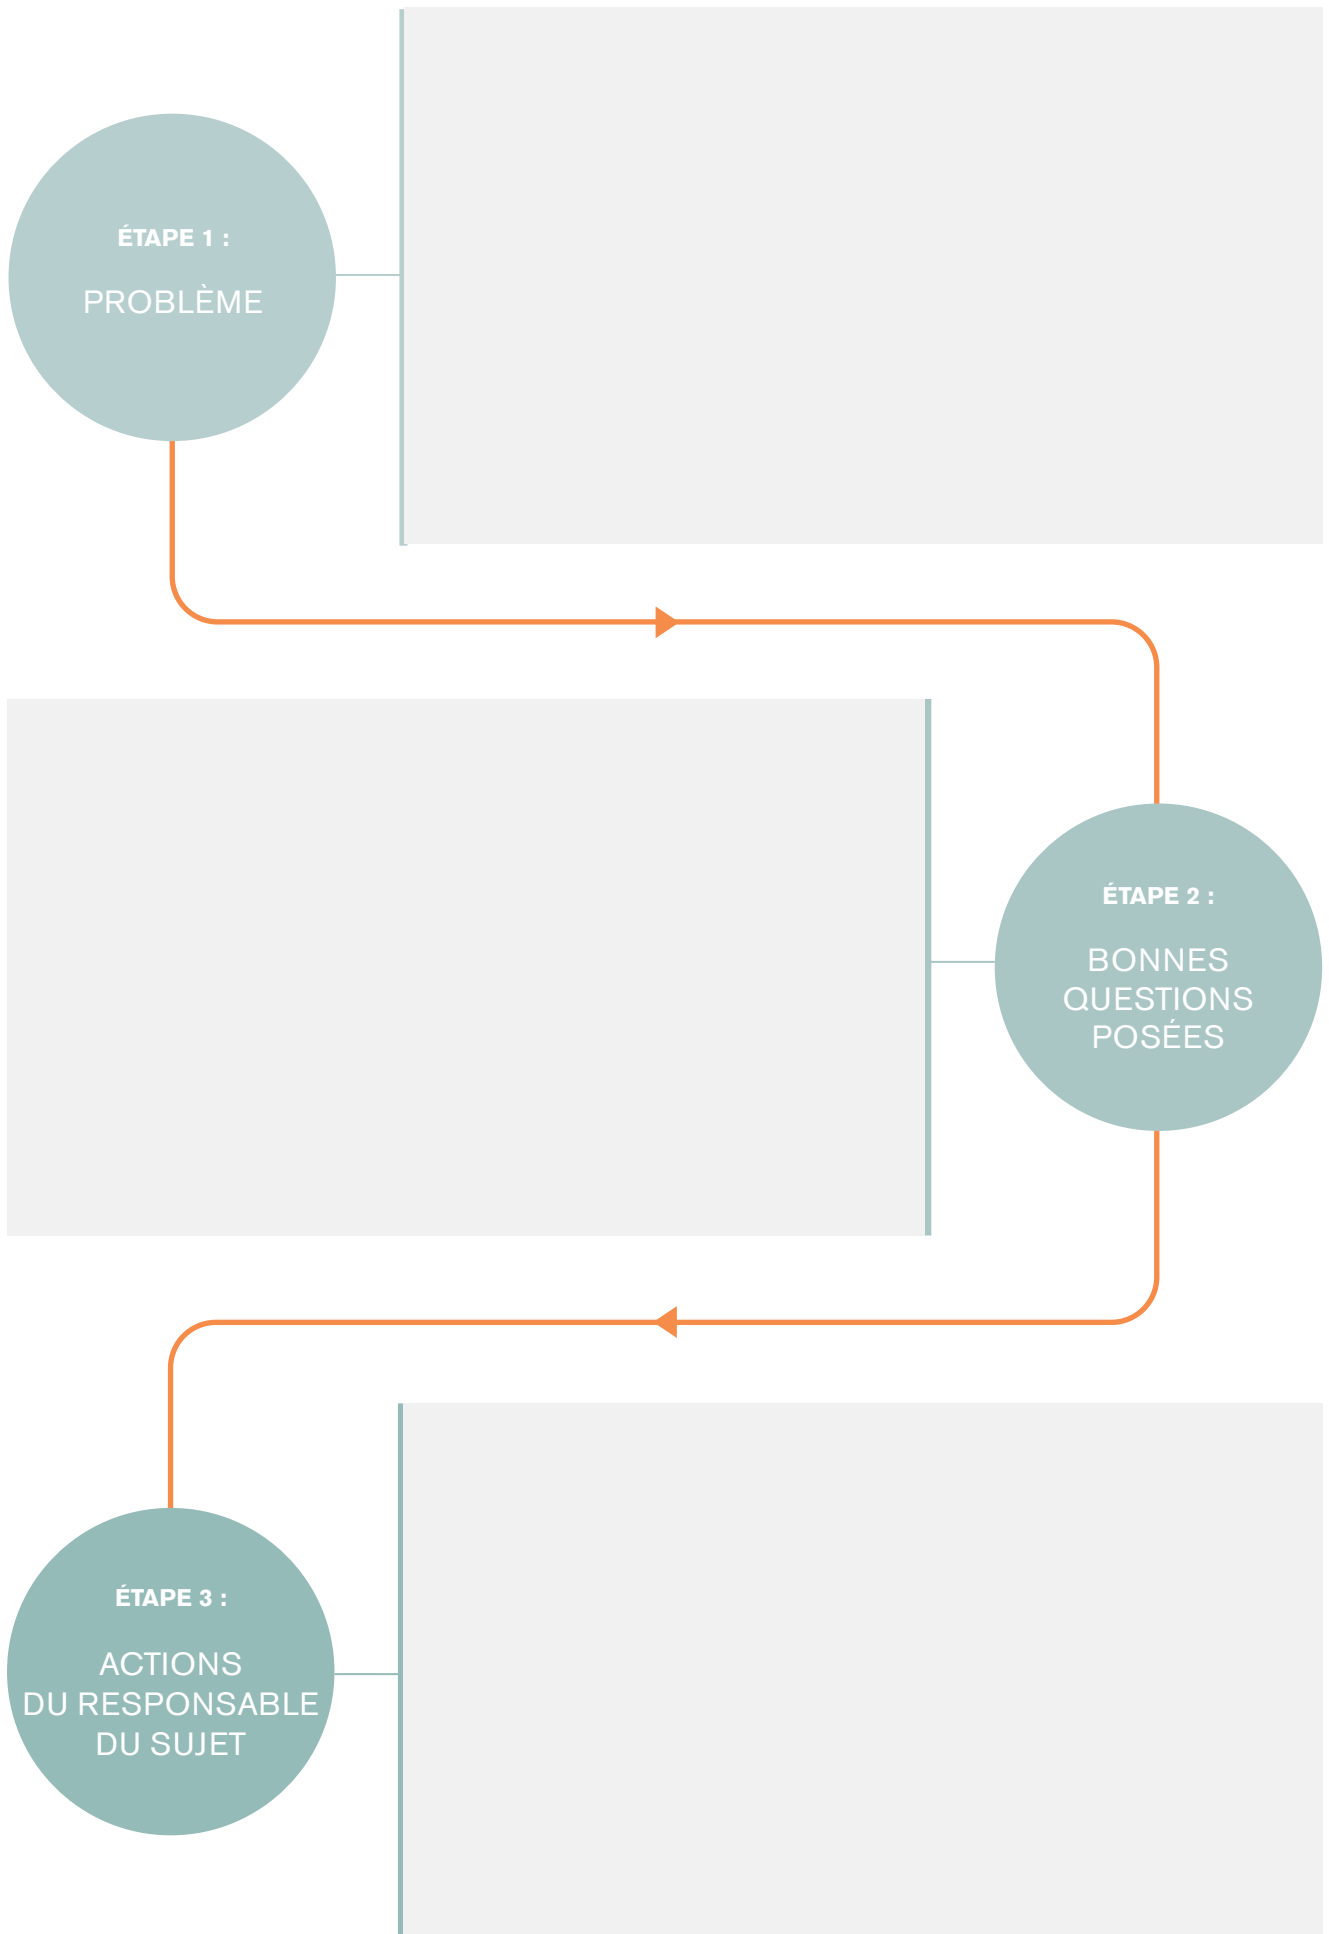 ÉTAPE 1 :
PROBLÈME
ÉTAPE 2 :
BONNES
QUESTIONS
POSÉES
ÉTAPE 3 :
ACTIONS
DU RESPONSABLE
DU SUJET